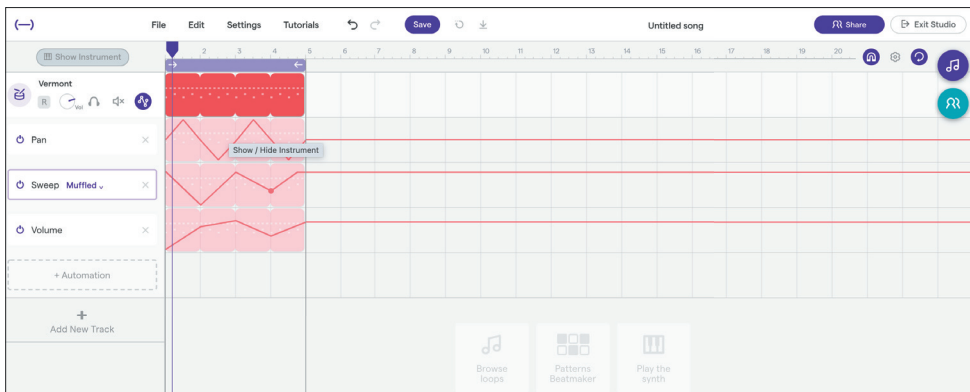 File Edit Settings Tutorials Save Untitled song Share Exit Studio
Show Instrument
2 3 4 5 6 7 8 9 10 11 12 13 14 15 16 17 18 19 20
Vermont
R Vol
Pan
Show / Hide Instrument
Sweep Muffled
Volume
+ Automation
+
Add New Track
Browse loops
Patterns Beatmaker
Play the synth